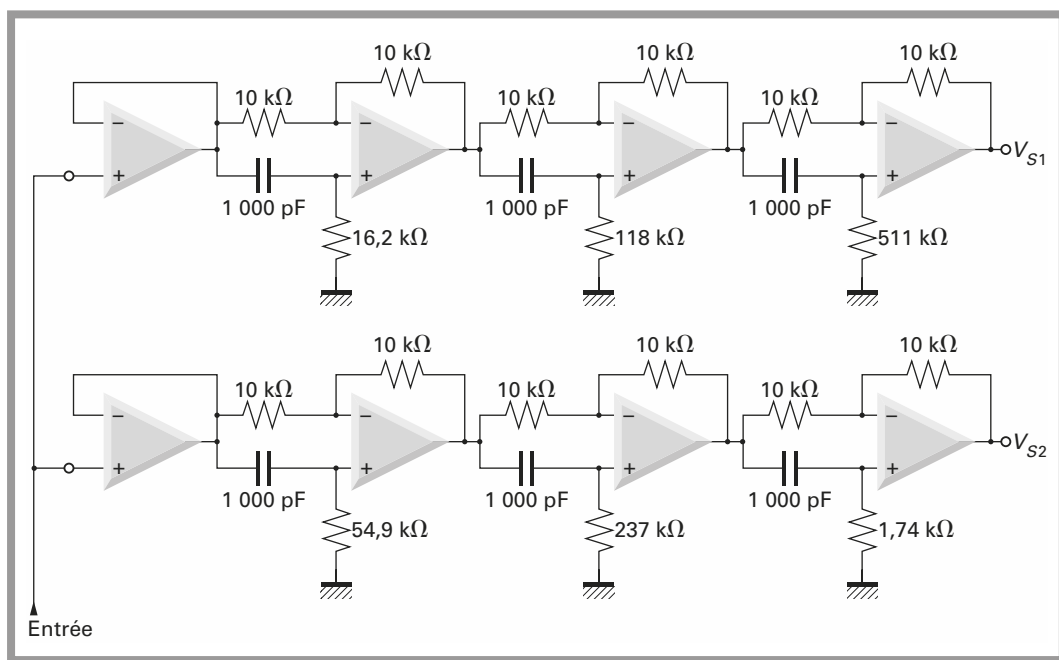 10 kΩ 10 kΩ 10 kΩ
10 kΩ 10 kΩ 10 kΩ
− − − −
+ + + +
V_S1
1 000 pF 1 000 pF 1 000 pF
16,2 kΩ 118 kΩ 511 kΩ
10 kΩ 10 kΩ 10 kΩ
10 kΩ 10 kΩ 10 kΩ
− − − −
+ + + +
V_S2
1 000 pF 1 000 pF 1 000 pF
54,9 kΩ 237 kΩ 1,74 kΩ
Entrée